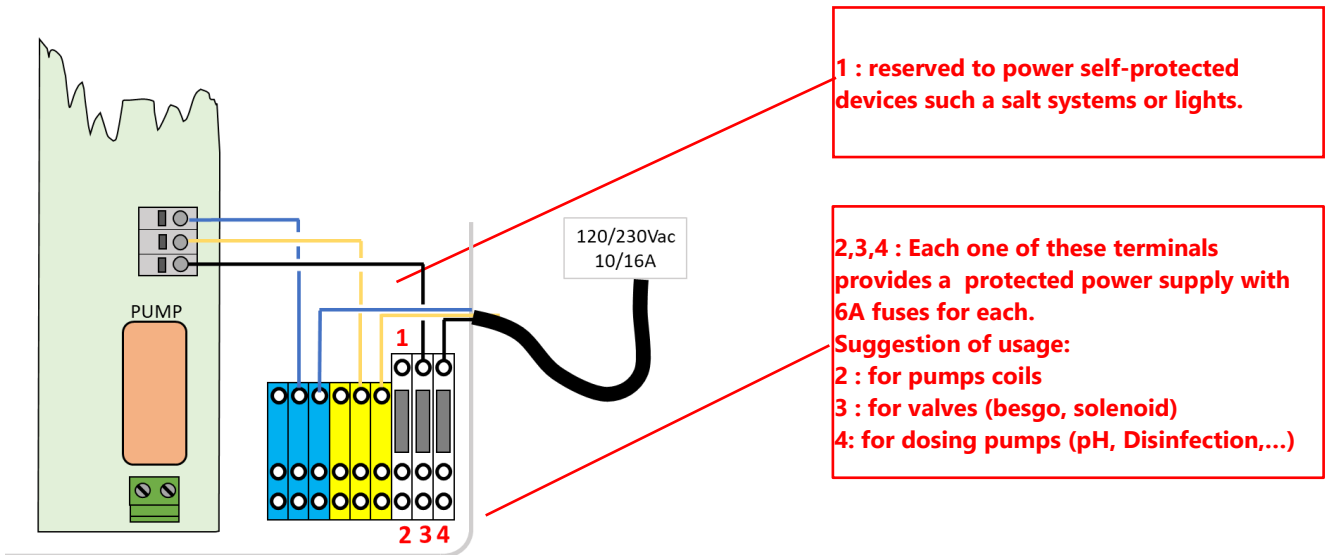 1 : reserved to power self-protected
devices such a salt systems or lights.
120/230Vac
10/16A
2,3,4 : Each one of these terminals
provides a  protected power supply with
6A fuses for each.
Suggestion of usage:
2 : for pumps coils
3 : for valves (besgo, solenoid)
4: for dosing pumps (pH, Disinfection,…)
PUMP
1
2 3 4